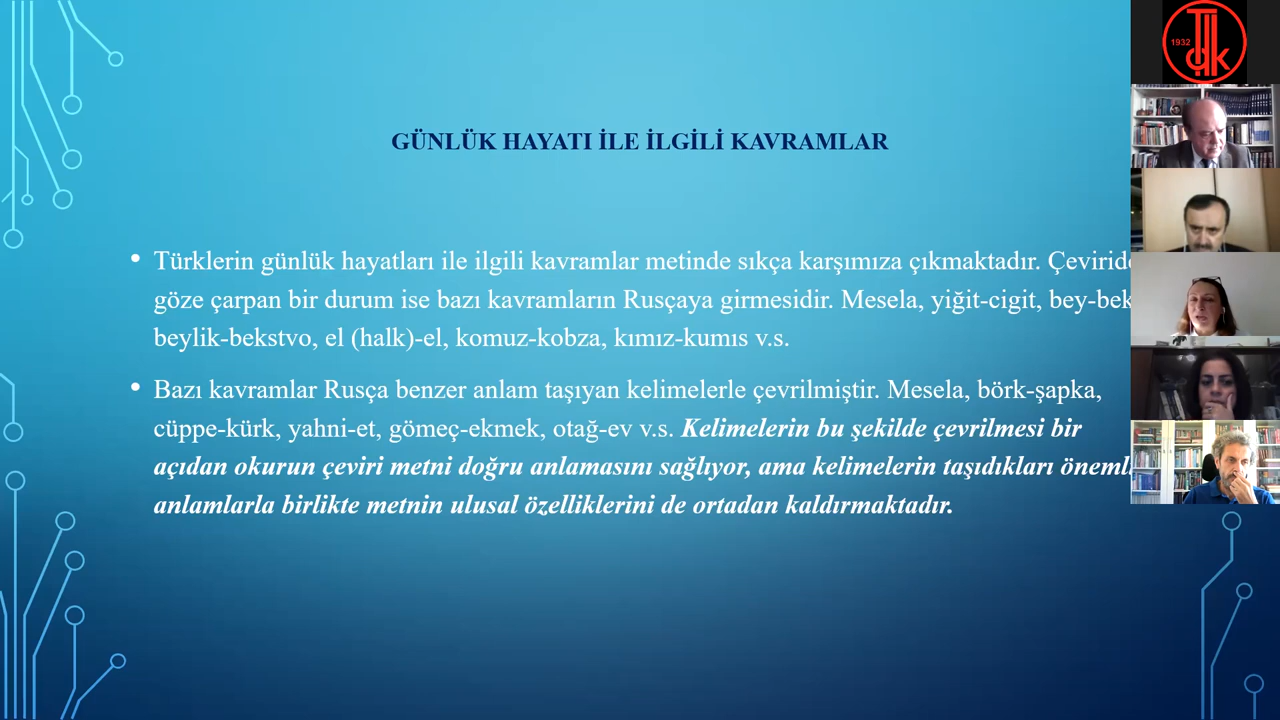 GÜNLÜK HAYATI İLE İLGİLİ KAVRAMLAR
• Türklerin günlük hayatları ile ilgili kavramlar metinde sıkça karşımıza çıkmaktadır. Çeviride
göze çarpan bir durum ise bazı kavramların Rusçaya girmesidir. Mesela, yiğit-cigit, bey-bek
beylik-bekstvo, el (halk)-el, komuz-kobza, kımız-kumıs v.s.
• Bazı kavramlar Rusça benzer anlam taşıyan kelimelerle çevrilmiştir. Mesela, börk-şapka,
cüppe-kürk, yahni-et, gömeç-ekmek, otağ-ev v.s. Kelimelerin bu şekilde çevrilmesi bir
açıdan okurun çeviri metni doğru anlamasını sağlıyor, ama kelimelerin taşıdıkları önemli
anlamlarla birlikte metnin ulusal özelliklerini de ortadan kaldırmaktadır.
1932
Tdk